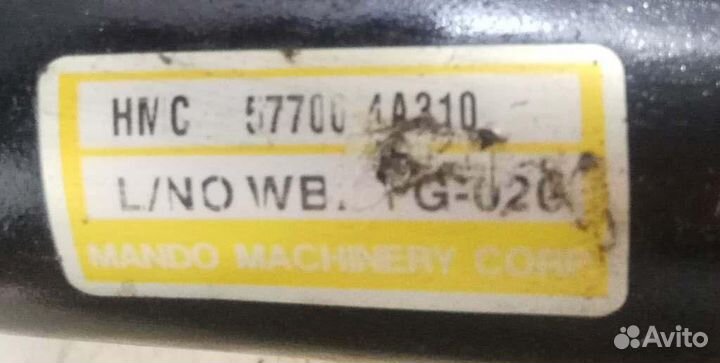 HMC 57700 4A310
L/NO WB.
MANDO MACHINERY CORP
Avito